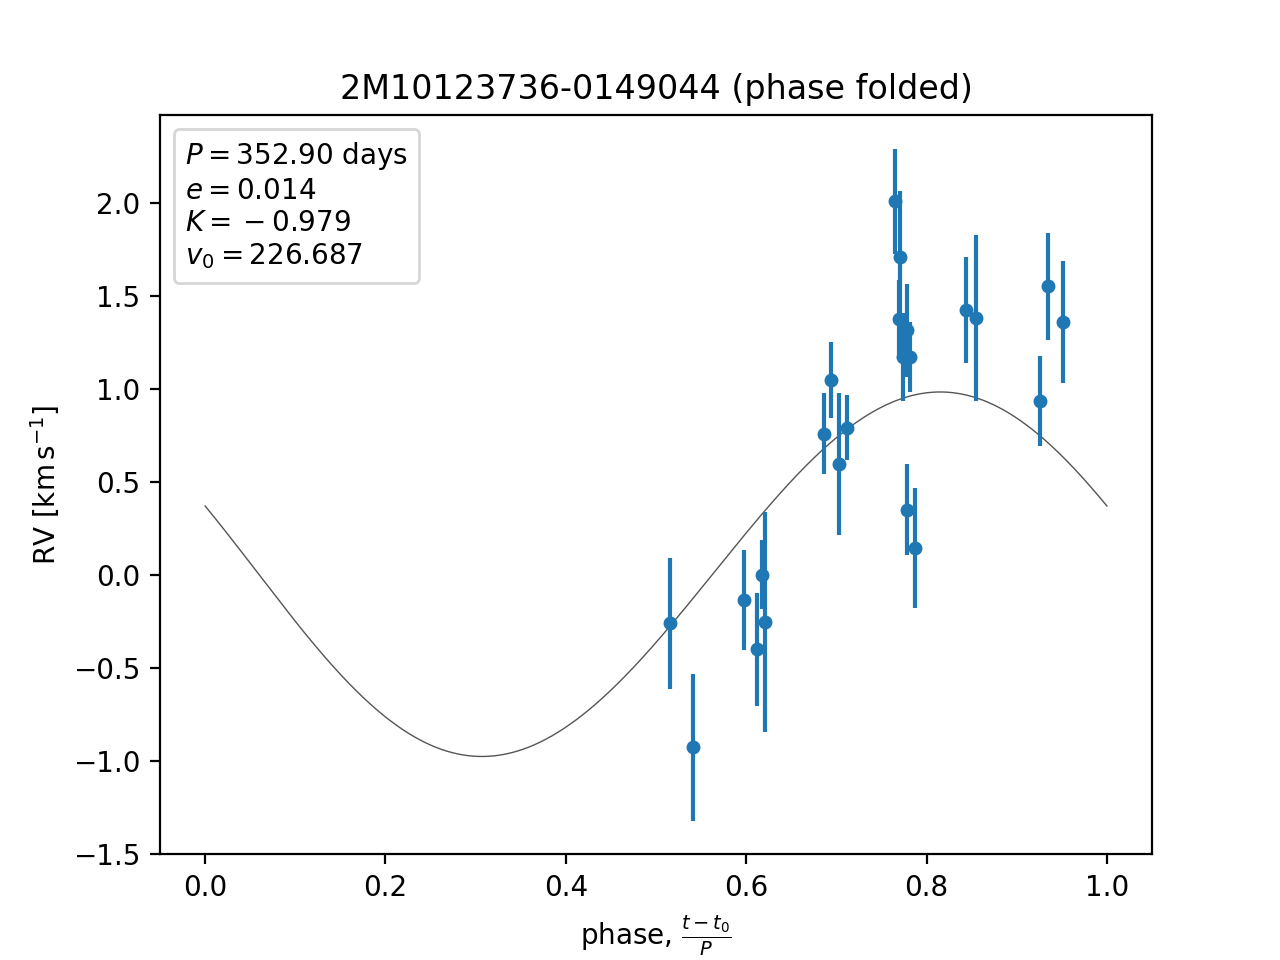 2M10123736-0149044 (phase folded)
P = 352.90 days
e = 0.014
K = −0.979
v₀ = 226.687
RV [km s⁻¹]
2.0
1.5
1.0
0.5
0.0
−0.5
−1.0
−1.5
0.0 0.2 0.4 0.6 0.8 1.0
phase, (t − t₀)/P